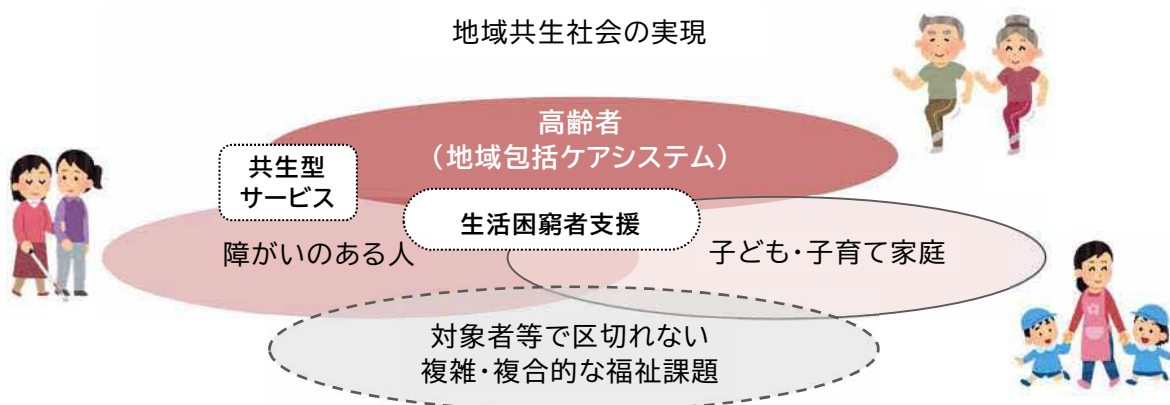 地域共生社会の実現
高齢者
（地域包括ケアシステム）
共生型
サービス
生活困窮者支援
障がいのある人
子ども・子育て家庭
対象者等で区切れない
複雑・複合的な福祉課題